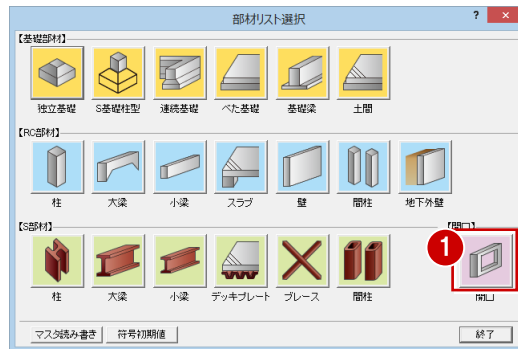 部材リスト選択
? ×
【基礎部材】
独立基礎 S基礎柱型 連続基礎 べた基礎 基礎梁 土間
【RC部材】
柱 大梁 小梁 スラブ 壁 間柱 地下外壁
【S部材】 【開口】
1
柱 大梁 小梁 デッキプレート ブレース 間柱 開口
マスタ読み書き 符号初期値 終了